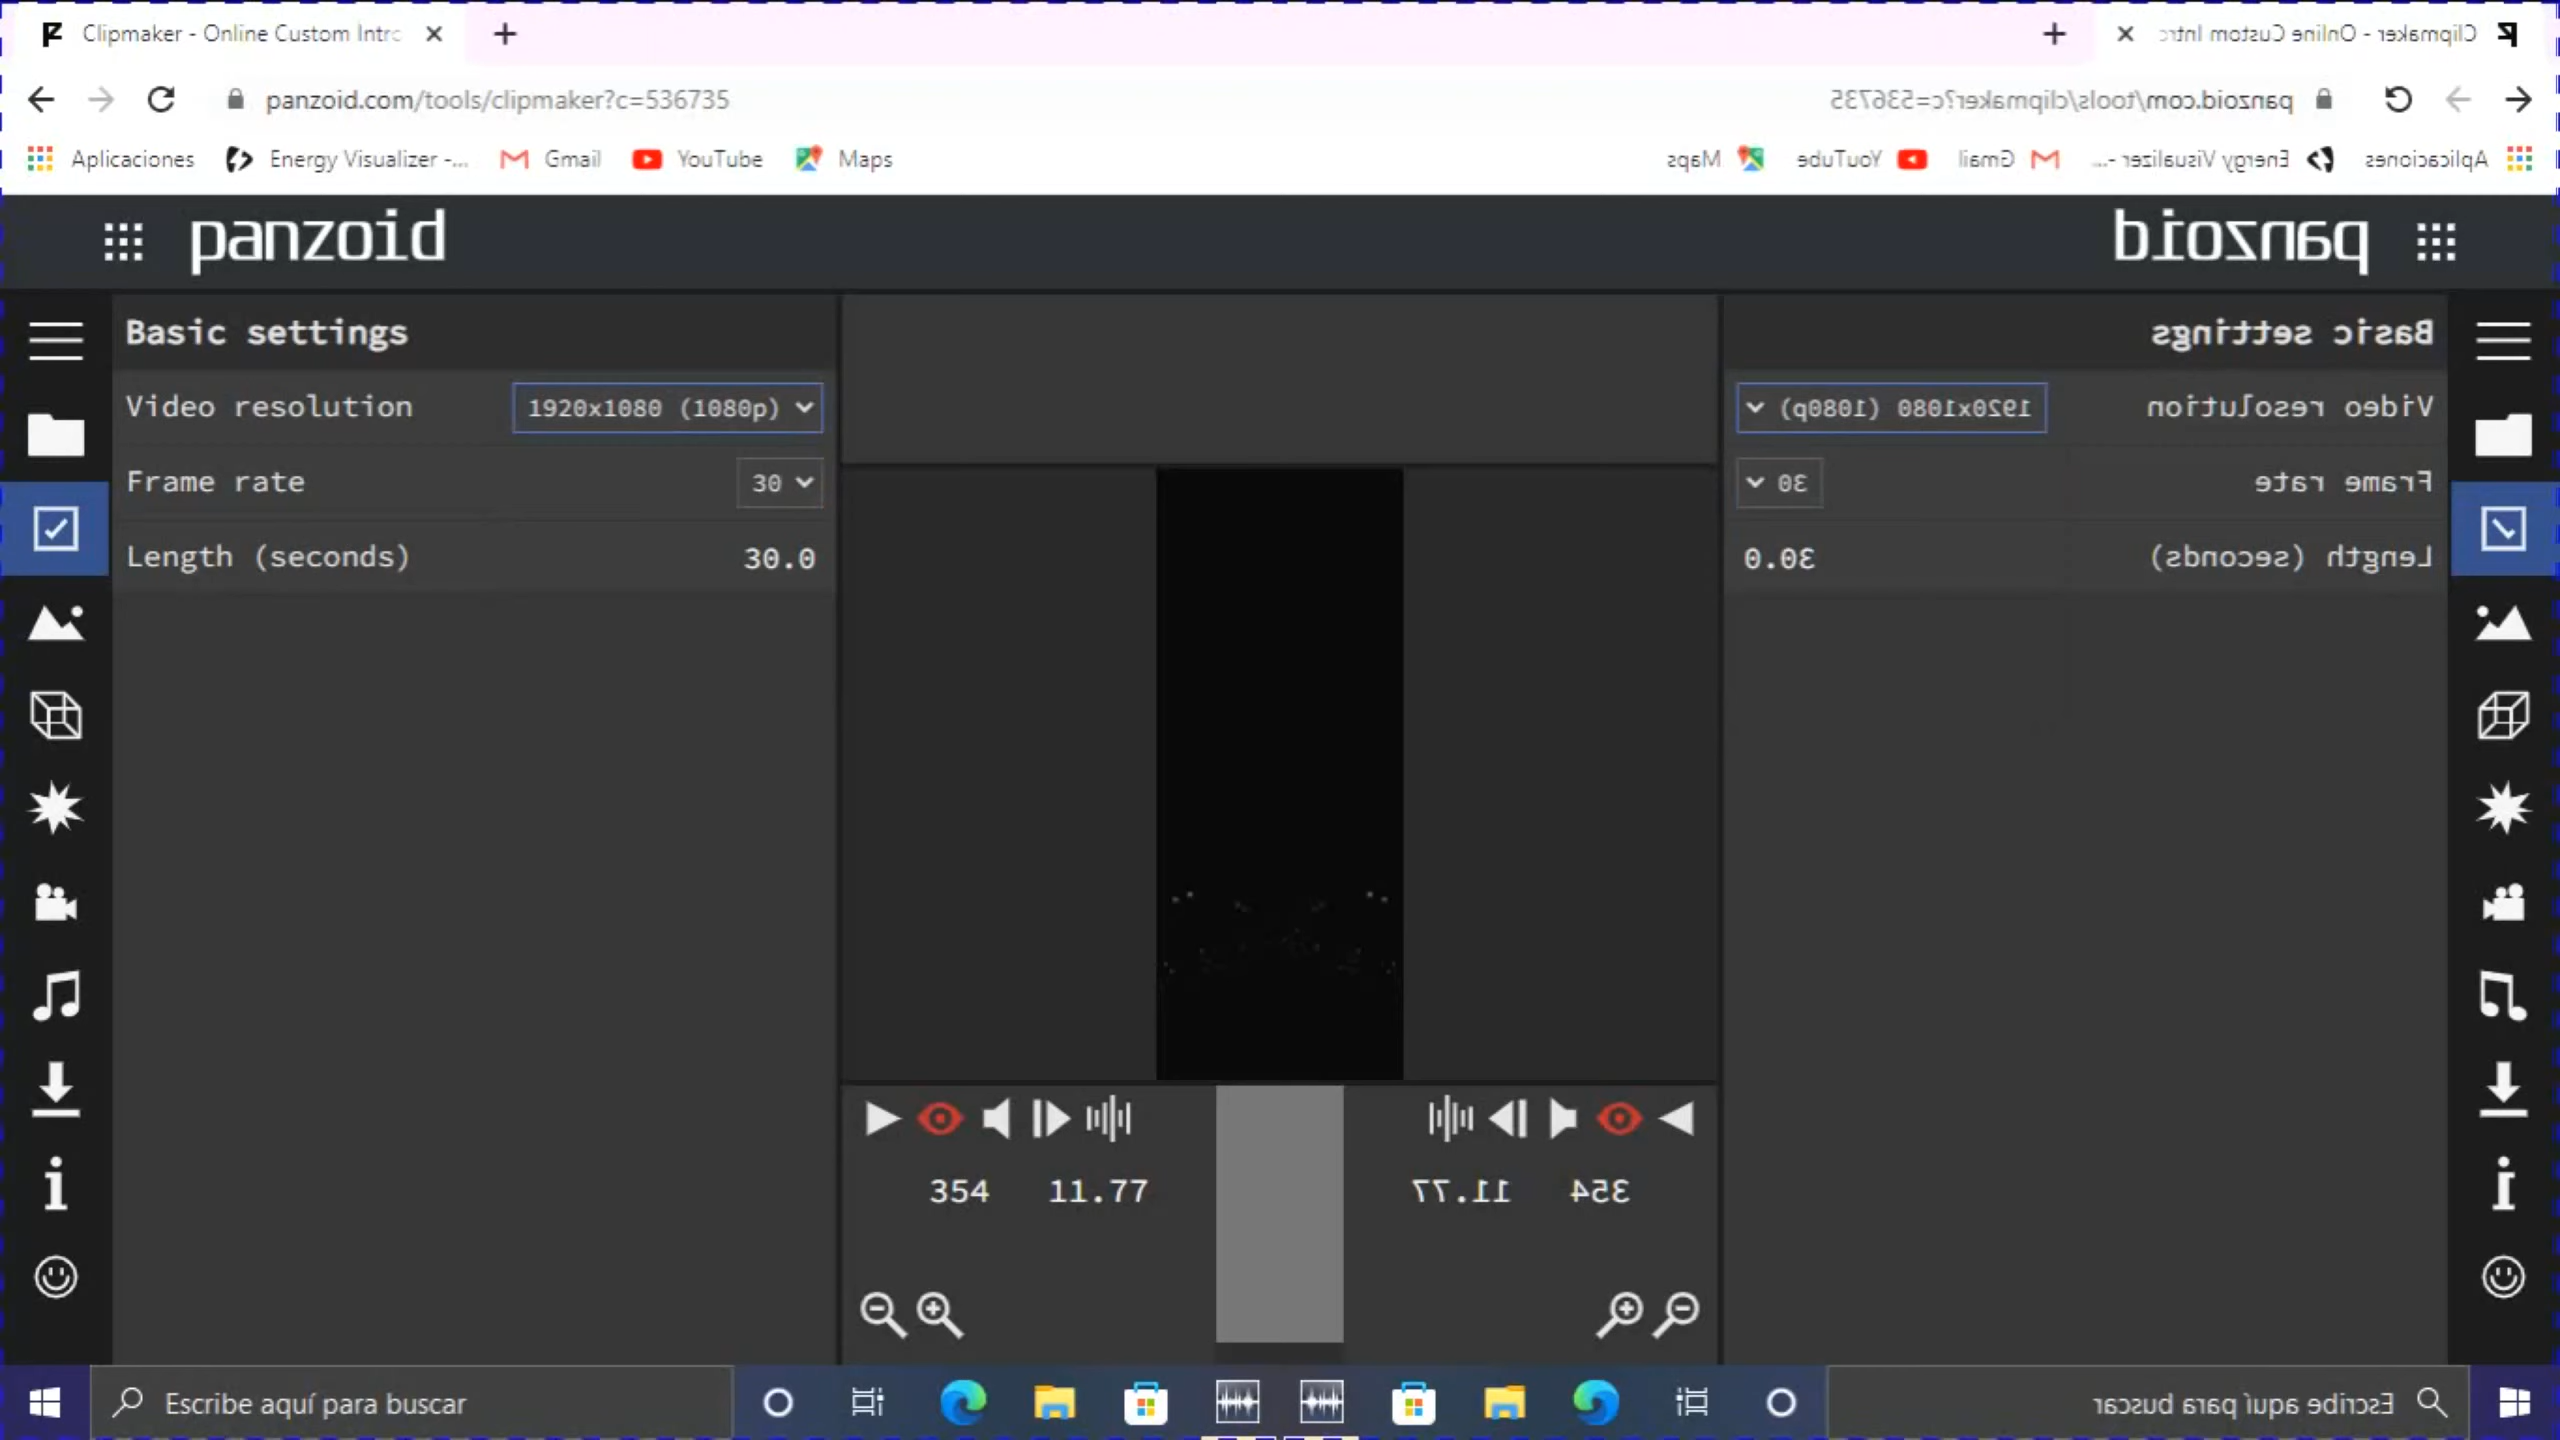 Clipmaker - Online Custom Intro
Clipmaker - Online Custom Intro
panzoid.com/tools/clipmaker?c=536735
panzoid.com/tools/clipmaker?c=536735
Aplicaciones Energy Visualizer -... Gmail YouTube Maps
Maps YouTube Gmail Energy Visualizer -... Aplicaciones
panzoid
panzoid
Basic settings
Basic settings
Video resolution 1920x1080 (1080p)
1920x1080 (1080p) Video resolution
Frame rate 30
30 Frame rate
Length (seconds) 30.0
30.0 Length (seconds)
354 11.77
11.77 354
Escribe aquí para buscar
Escribe aquí para buscar